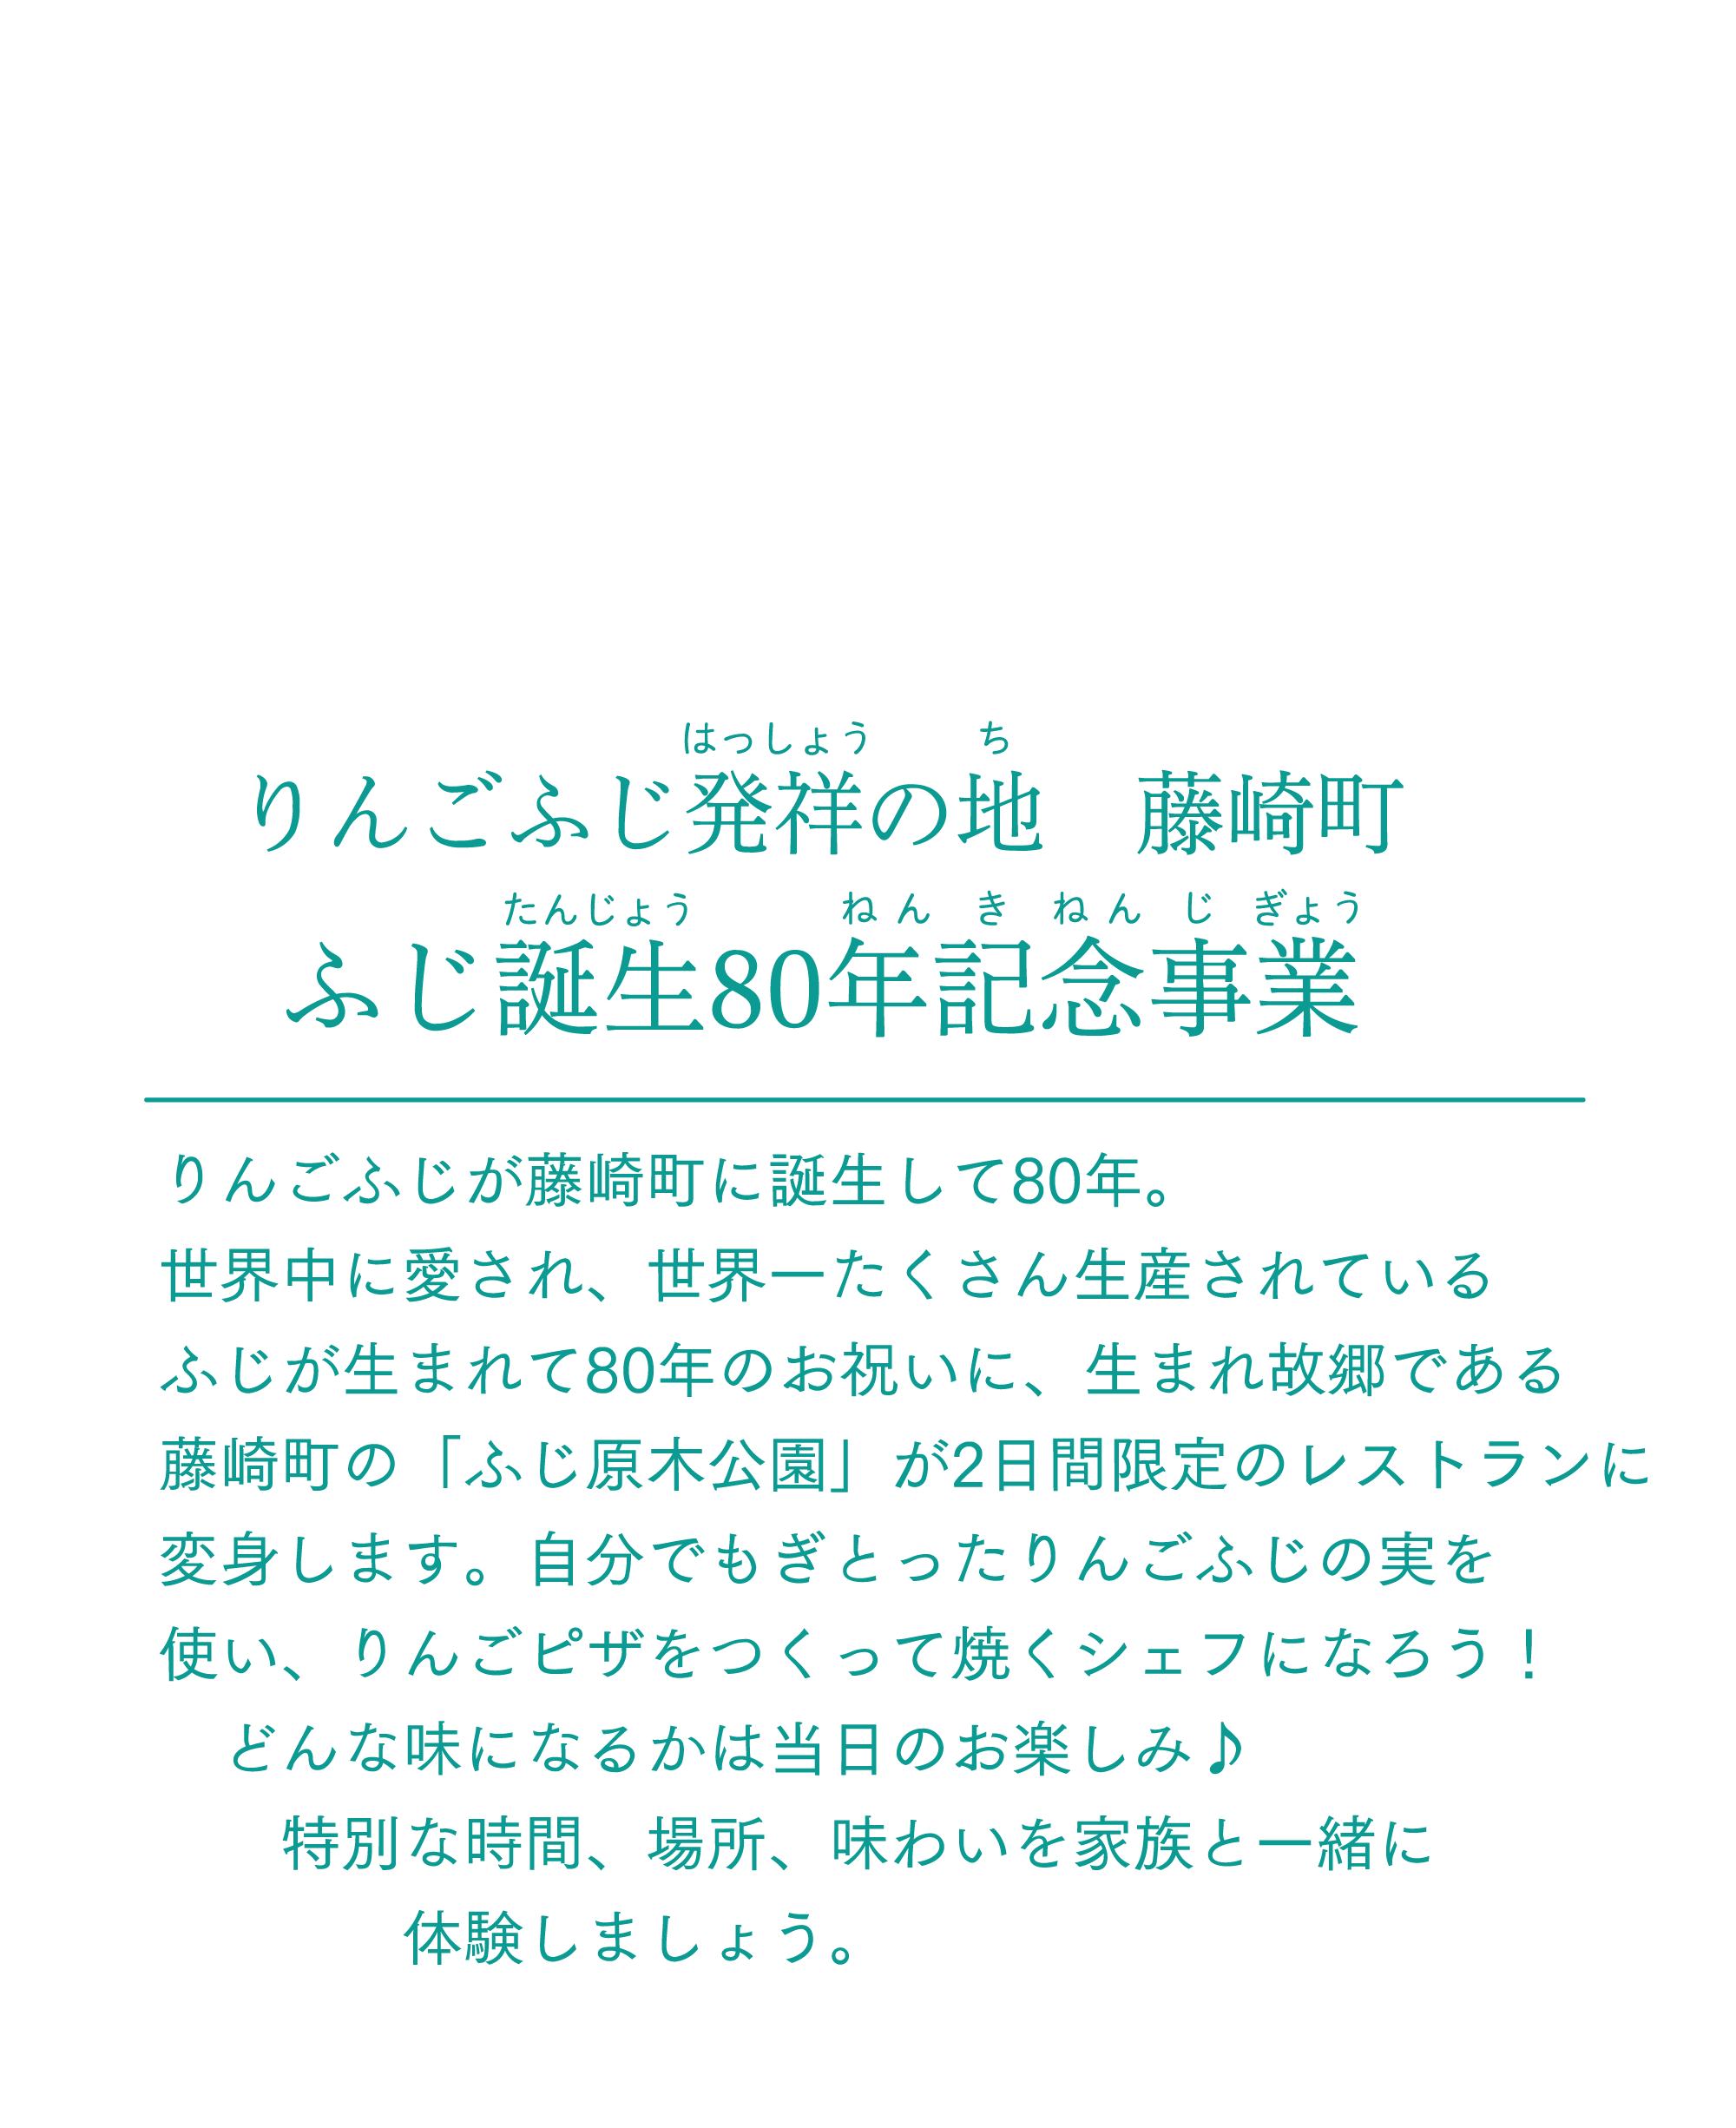 はっしょう ち
りんごふじ発祥の地　藤崎町
たんじょう ねん き ねん じ ぎょう
ふじ誕生80年記念事業
りんごふじが藤崎町に誕生して80年。
世界中に愛され、世界一たくさん生産されている
ふじが生まれて80年のお祝いに、生まれ故郷である
藤崎町の「ふじ原木公園」が2日間限定のレストランに
変身します。自分でもぎとったりんごふじの実を
使い、りんごピザをつくって焼くシェフになろう！
どんな味になるかは当日のお楽しみ♪
特別な時間、場所、味わいを家族と一緒に
体験しましょう。